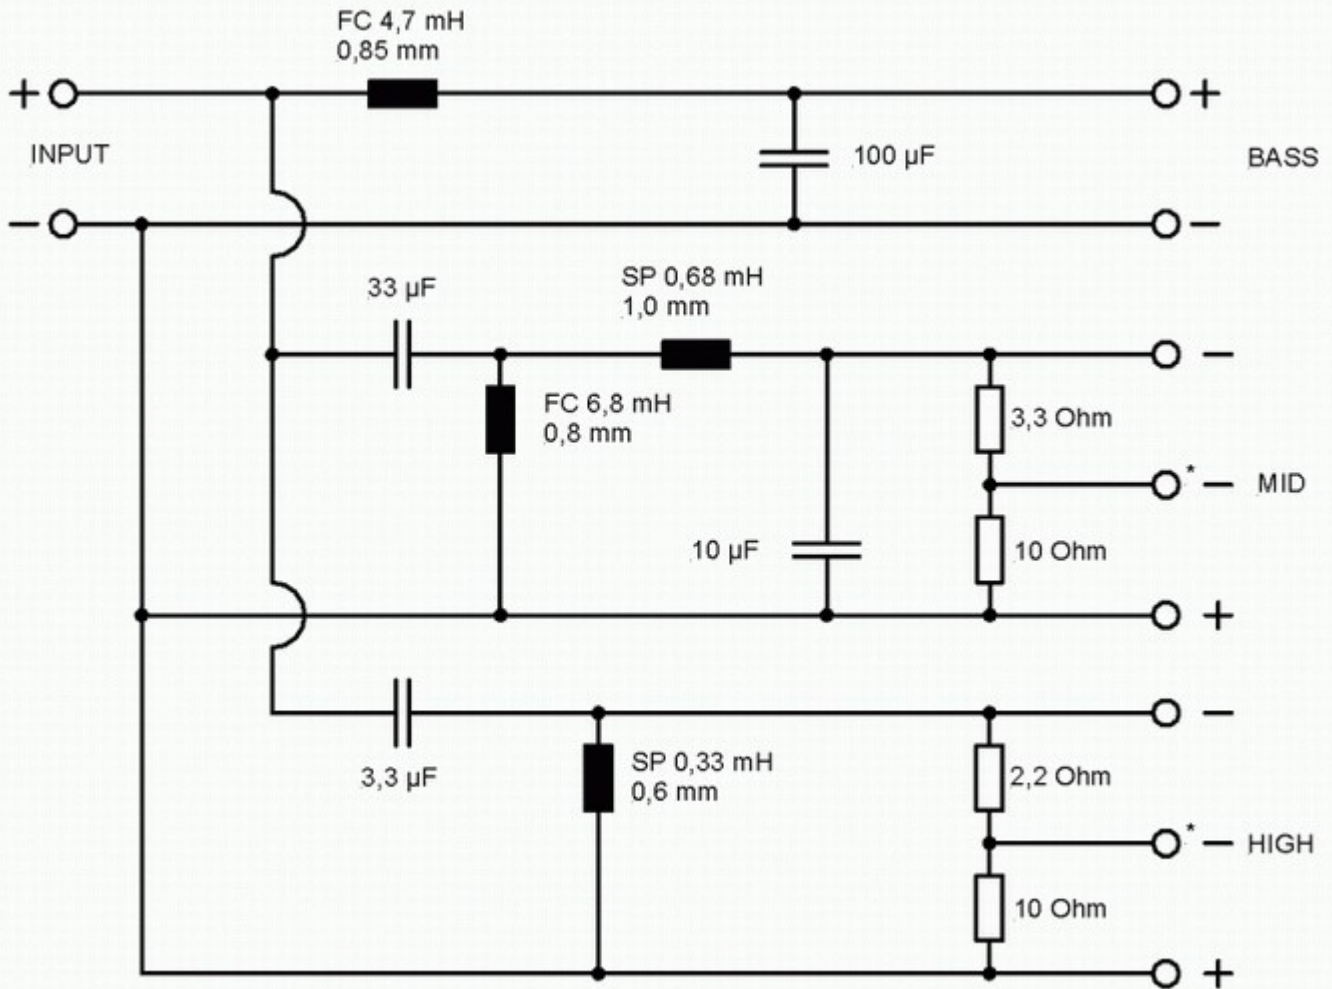 FC 4,7 mH
0,85 mm
+ +
INPUT
100 µF
BASS
− −
33 µF
SP 0,68 mH
1,0 mm
−
FC 6,8 mH
0,8 mm
3,3 Ohm
* − MID
10 µF
10 Ohm
+
−
3,3 µF
SP 0,33 mH
0,6 mm
2,2 Ohm
* − HIGH
10 Ohm
+